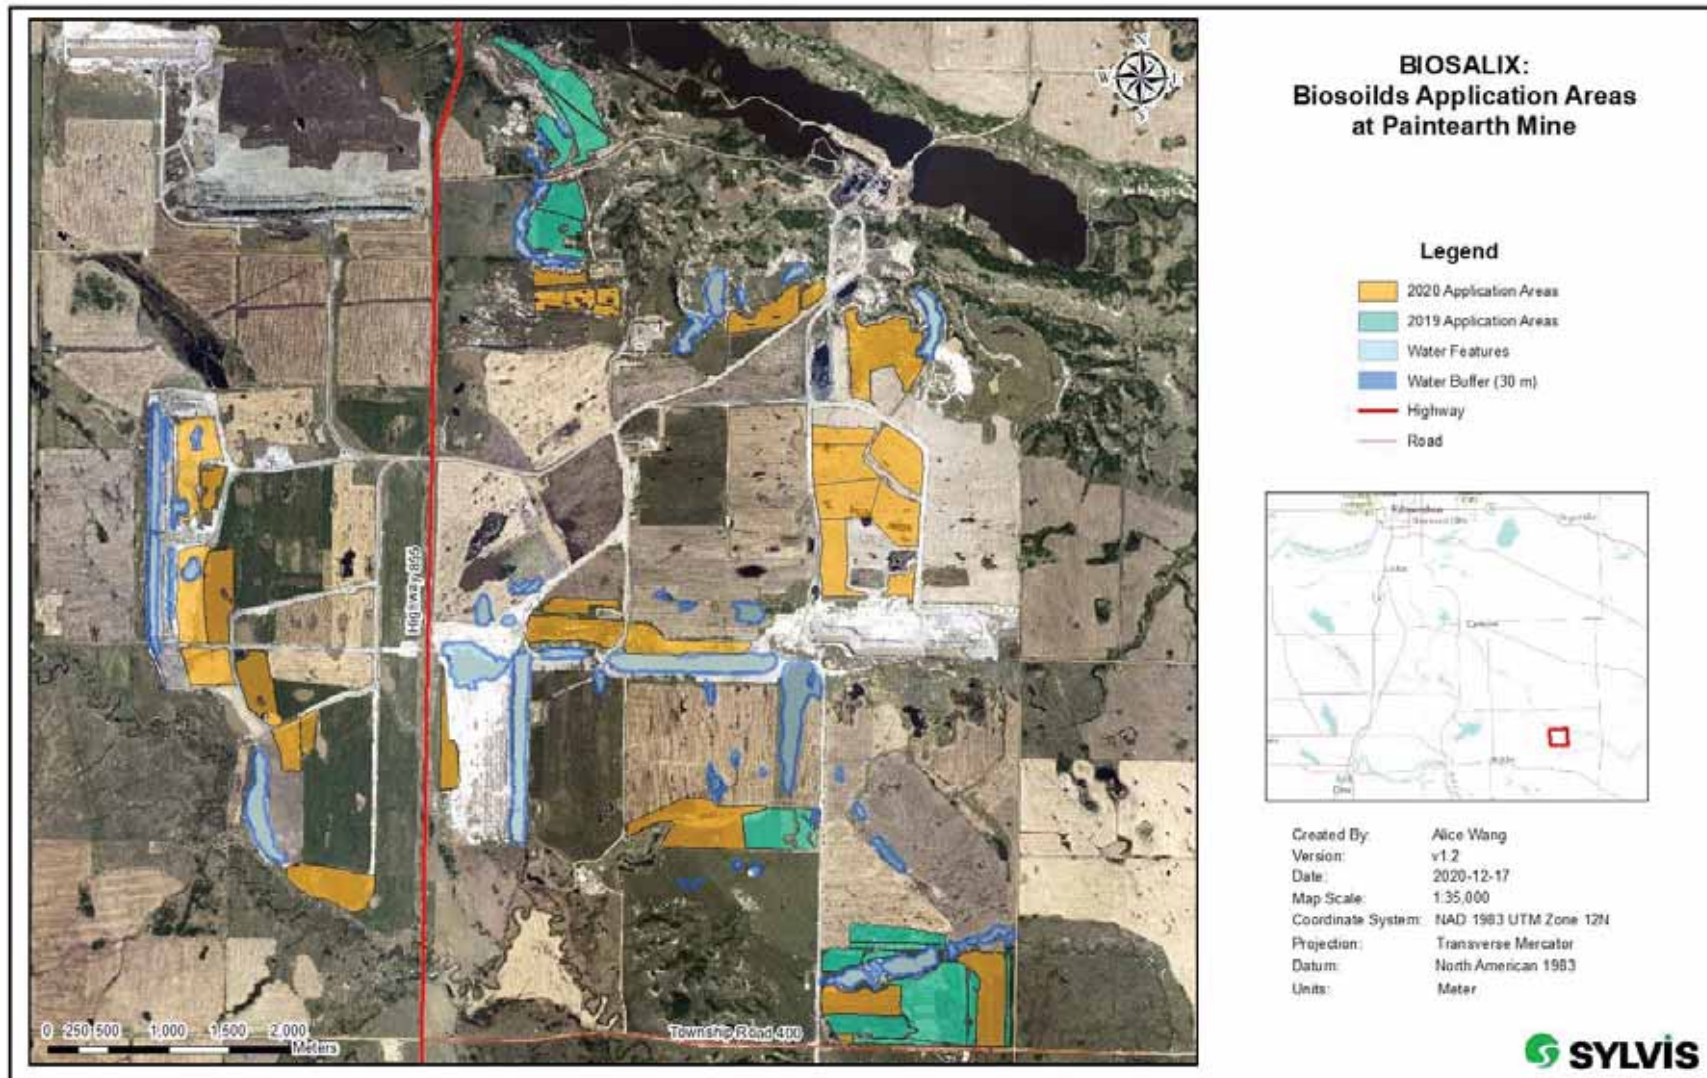 BIOSALIX:
Biosoilds Application Areas
at Paintearth Mine
N
W
E
S
Legend
2020 Application Areas
2019 Application Areas
Water Features
Water Buffer (30 m)
Highway
Road
Camrose
Created By: Alice Wang
Version: v1.2
Date: 2020-12-17
Map Scale: 1:35,000
Coordinate System: NAD 1983 UTM Zone 12N
Projection: Transverse Mercator
Datum: North American 1983
Units: Meter
Township Road 400
0 250 500 1,000 1,500 2,000
Meters
SYLVIS